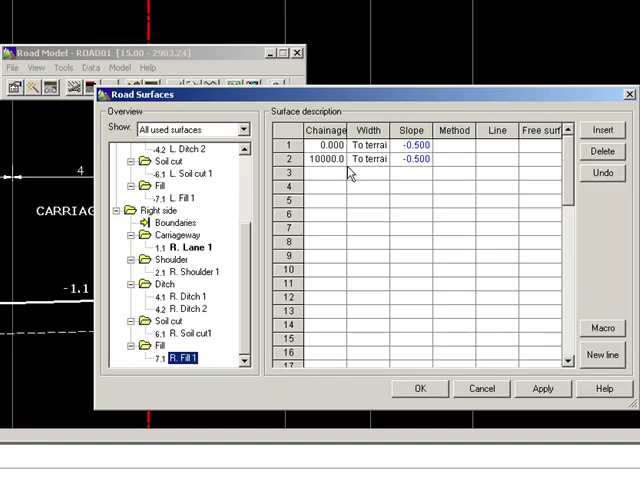 Road Model - ROAD01 [15.00 - 2983.24]
File View Tools Data Model Help
4
CARRIAG
-1.1
Road Surfaces
Overview
Show: All used surfaces
-4.2 L. Ditch 2
Soil cut
-6.1 L. Soil cut 1
Fill
-7.1 L. Fill 1
Right side
Boundaries
Carriageway
1.1 R. Lane 1
Shoulder
2.1 R. Shoulder 1
Ditch
4.1 R. Ditch 1
4.2 R. Ditch 2
Soil cut
6.1 R. Soil cut1
Fill
7.1 R. Fill 1
Surface description
Chainage Width Slope Method Line Free surf
1 0.000 To terrai -0.500
2 10000.0 To terrai -0.500
3
4
5
6
7
8
9
10
11
12
13
14
15
16
17
Insert
Delete
Undo
Macro
New line
OK Cancel Apply Help